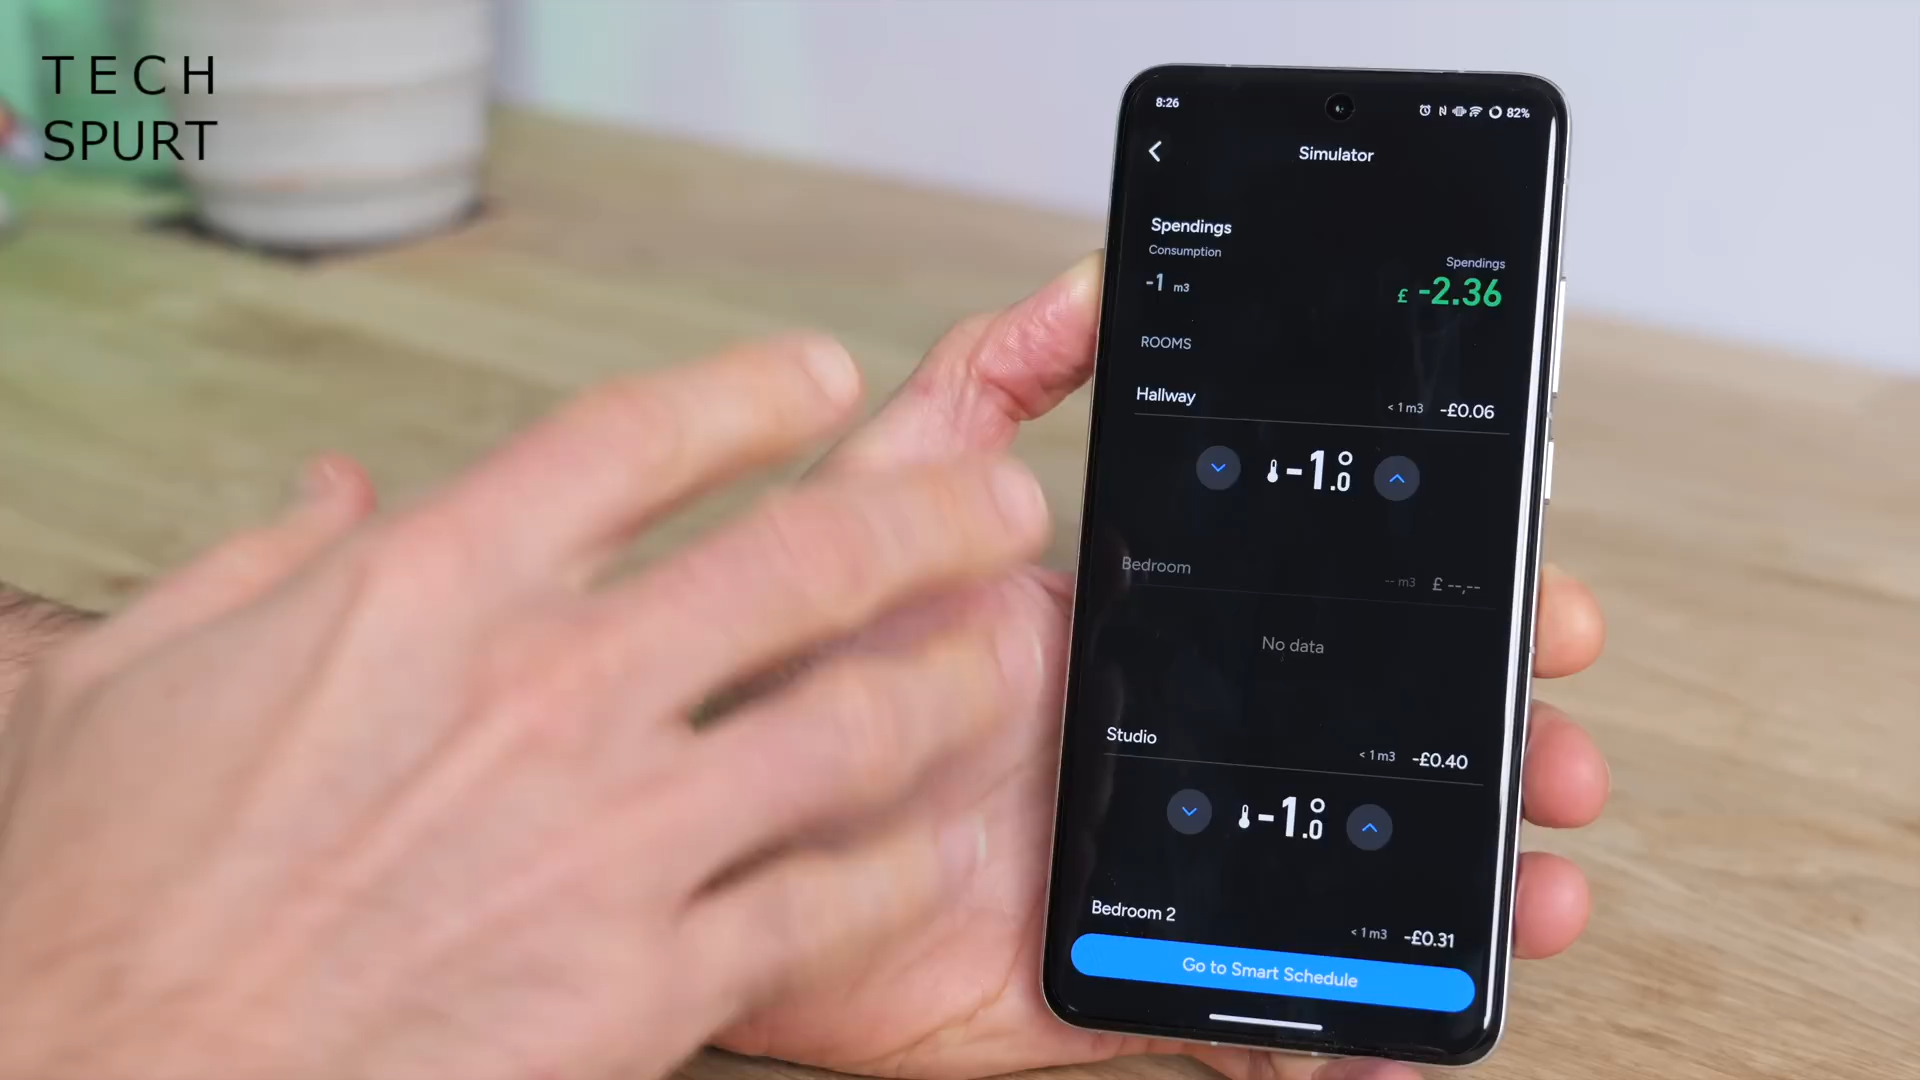 TECH
SPURT
8:26
82%
Simulator
Spendings
Consumption
-1 m3
Spendings
£ -2.36
ROOMS
Hallway
< 1 m3 -£0.06
-1.0°
Bedroom
-- m3 £ --,--
No data
Studio
< 1 m3 -£0.40
-1.0°
Bedroom 2
< 1 m3 -£0.31
Go to Smart Schedule